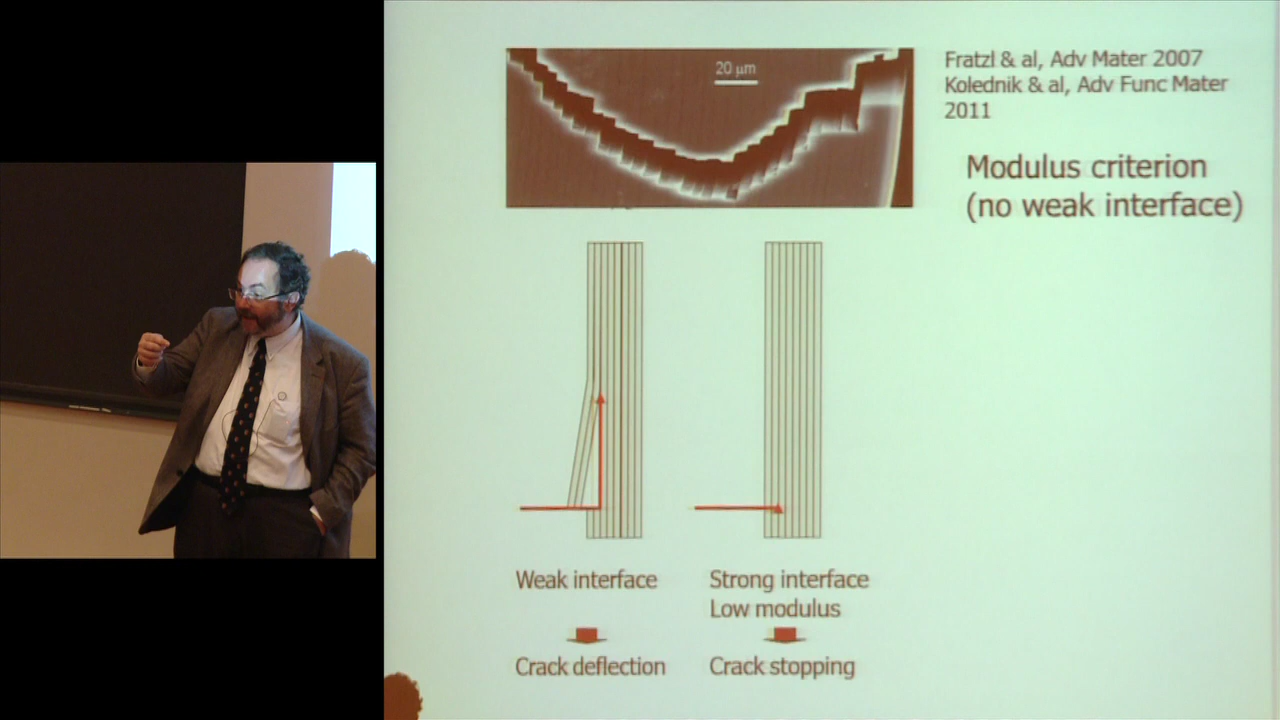 20 μm
Fratzl & al, Adv Mater 2007
Kolednik & al, Adv Func Mater
2011
Modulus criterion
(no weak interface)
Weak interface
Strong interface
Low modulus
Crack deflection
Crack stopping